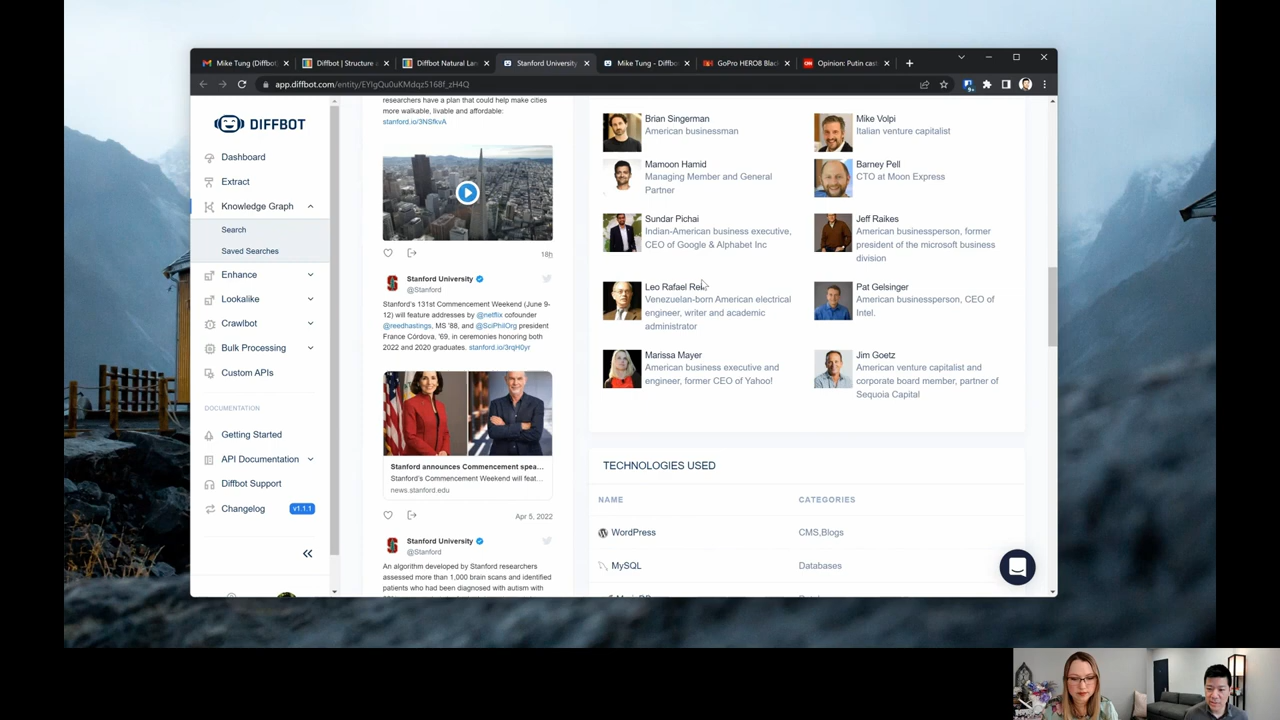 Mike Tung (Diffbot)
Diffbot | Structure
Diffbot Natural Lan
Stanford University
Mike Tung - Diffbot
GoPro HERO8 Blac
Opinion: Putin cast
app.diffbot.com/entity/EYIgQu0uKMdqz5168f_zH4Q
DIFFBOT
Dashboard
Extract
Knowledge Graph
Search
Saved Searches
Enhance
Lookalike
Crawlbot
Bulk Processing
Custom APIs
DOCUMENTATION
Getting Started
API Documentation
Diffbot Support
Changelog
v1.1.1
researchers have a plan that could help make cities
more walkable, livable and affordable:
stanford.io/3NSfkvA
18h
Stanford University
@Stanford
Stanford's 131st Commencement Weekend (June 9-
12) will feature addresses by @netflix cofounder
@reedhastings, MS '88, and @SciPhilOrg president
France Córdova, '69, in ceremonies honoring both
2022 and 2020 graduates. stanford.io/3rqH0yr
Stanford announces Commencement spea...
Stanford's Commencement Weekend will feat...
news.stanford.edu
Apr 5, 2022
Stanford University
@Stanford
An algorithm developed by Stanford researchers
assessed more than 1,000 brain scans and identified
patients who had been diagnosed with autism with
Brian Singerman
American businessman
Mike Volpi
Italian venture capitalist
Mamoon Hamid
Managing Member and General
Partner
Barney Pell
CTO at Moon Express
Sundar Pichai
Indian-American business executive,
CEO of Google & Alphabet Inc
Jeff Raikes
American businessperson, former
president of the microsoft business
division
Leo Rafael Rei
Venezuelan-born American electrical
engineer, writer and academic
administrator
Pat Gelsinger
American businessperson, CEO of
Intel.
Marissa Mayer
American business executive and
engineer, former CEO of Yahoo!
Jim Goetz
American venture capitalist and
corporate board member, partner of
Sequoia Capital
TECHNOLOGIES USED
NAME
CATEGORIES
WordPress
CMS,Blogs
MySQL
Databases